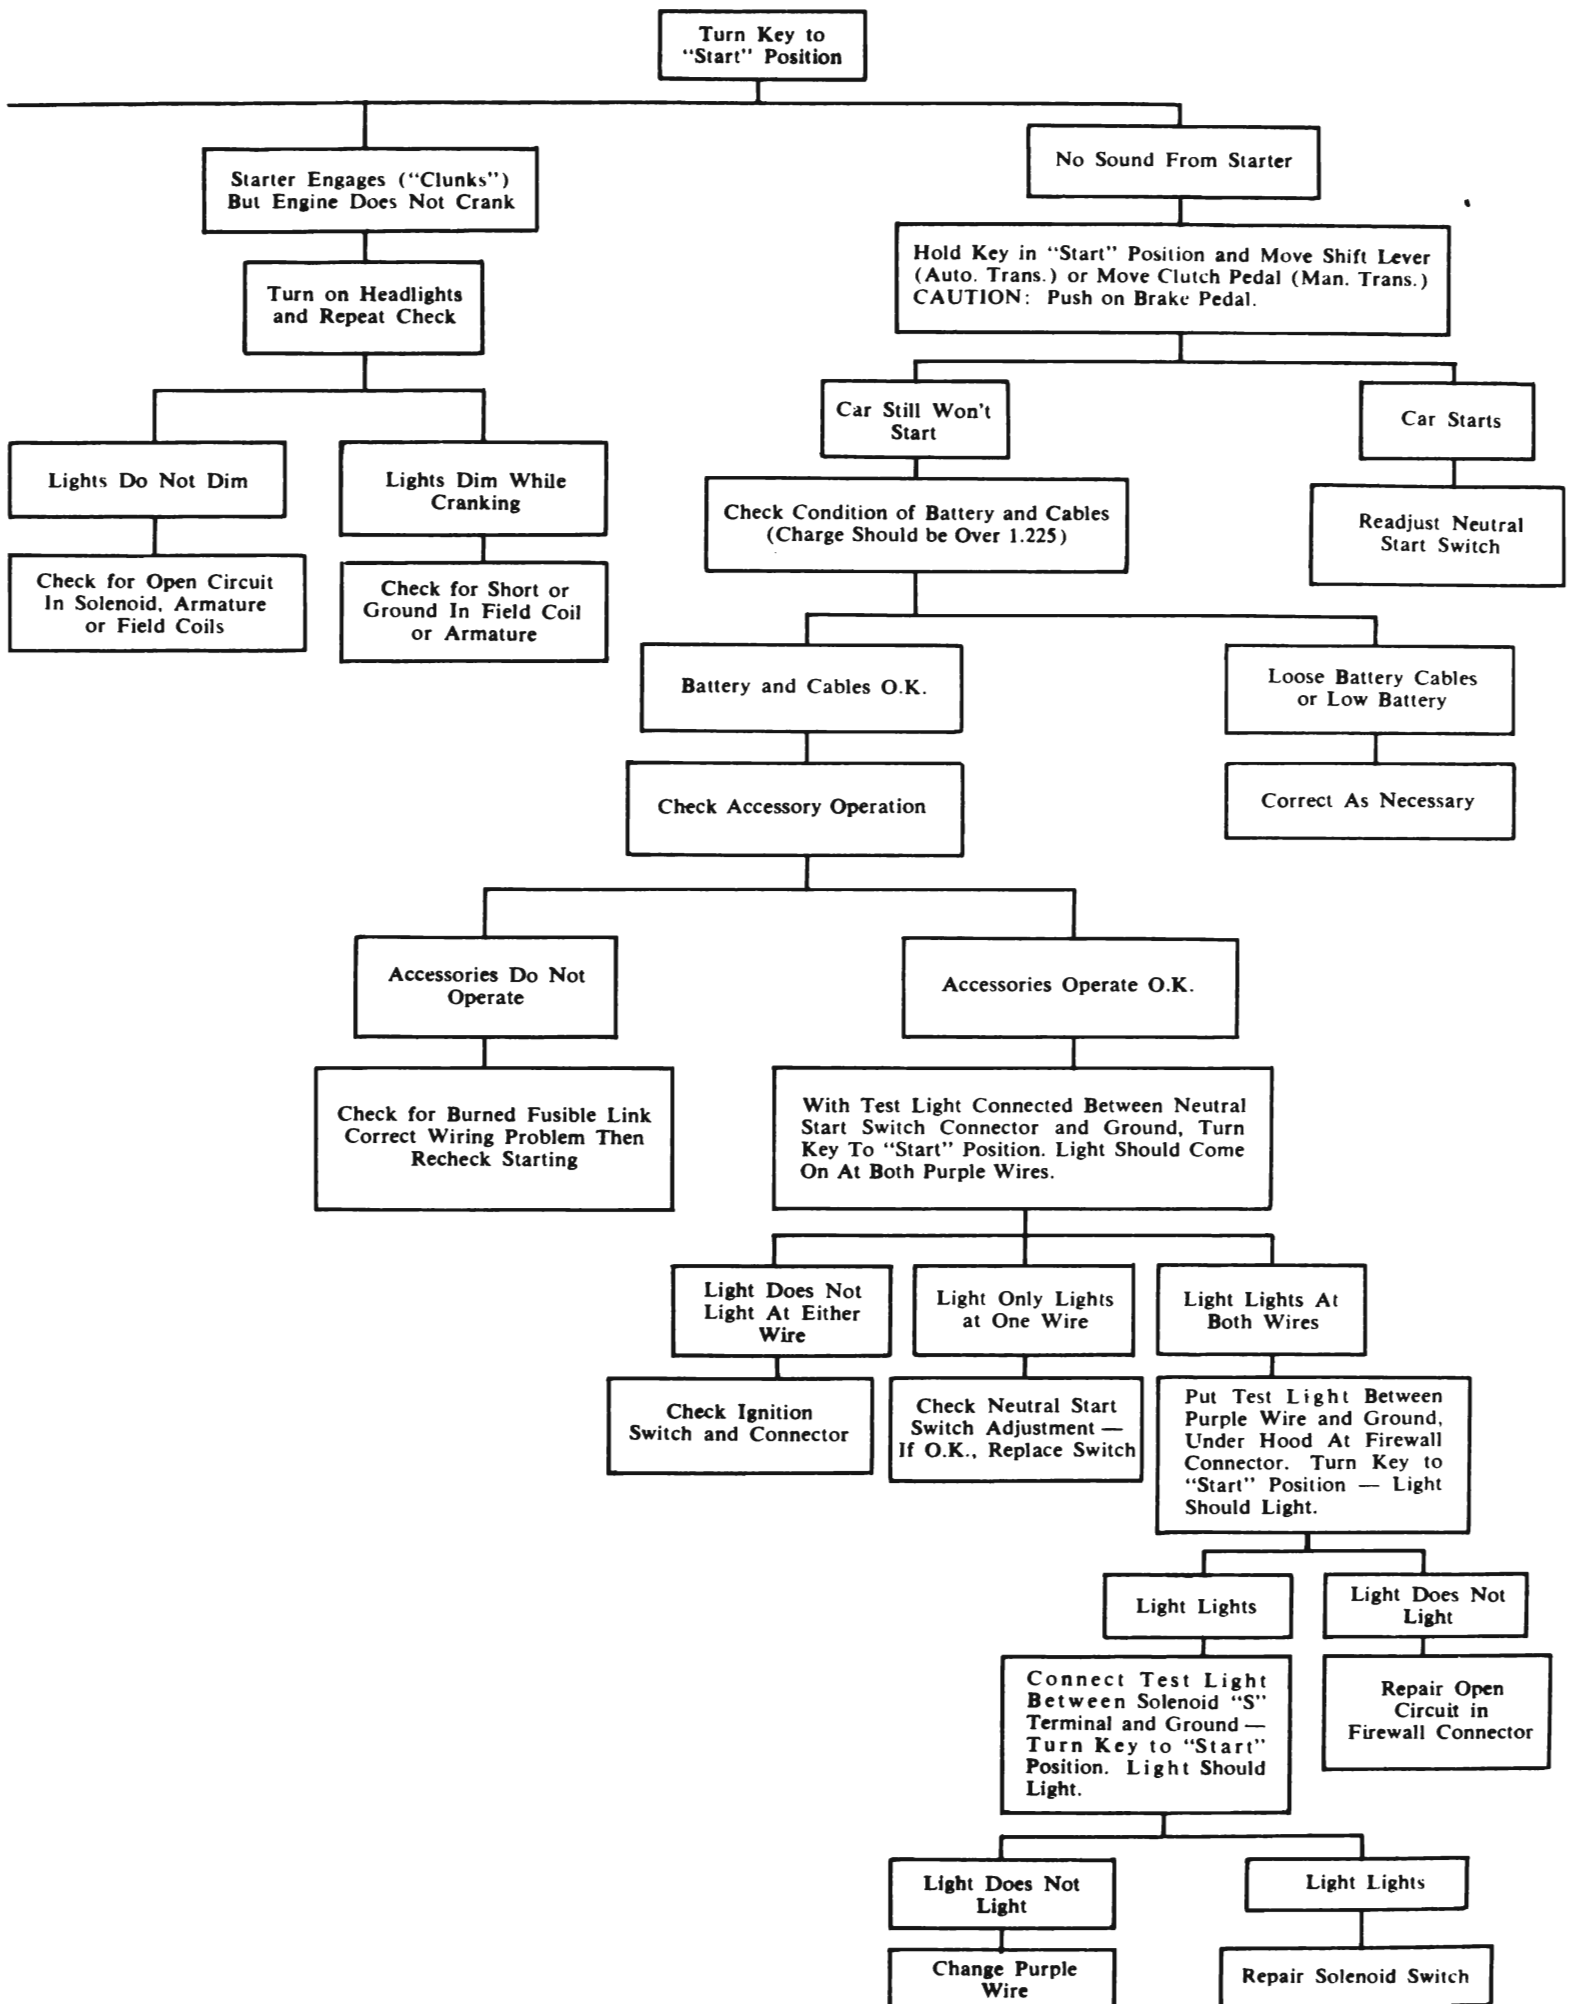 Turn Key to
“Start” Position
Starter Engages (“Clunks”)
But Engine Does Not Crank
No Sound From Starter
Turn on Headlights
and Repeat Check
Hold Key in “Start” Position and Move Shift Lever
(Auto. Trans.) or Move Clutch Pedal (Man. Trans.)
CAUTION: Push on Brake Pedal.
Lights Do Not Dim
Lights Dim While
Cranking
Car Still Won't
Start
Car Starts
Check for Open Circuit
In Solenoid, Armature
or Field Coils
Check for Short or
Ground In Field Coil
or Armature
Check Condition of Battery and Cables
(Charge Should be Over 1.225)
Readjust Neutral
Start Switch
Battery and Cables O.K.
Loose Battery Cables
or Low Battery
Check Accessory Operation
Correct As Necessary
Accessories Do Not
Operate
Accessories Operate O.K.
Check for Burned Fusible Link
Correct Wiring Problem Then
Recheck Starting
With Test Light Connected Between Neutral
Start Switch Connector and Ground, Turn
Key To “Start” Position. Light Should Come
On At Both Purple Wires.
Light Does Not
Light At Either
Wire
Light Only Lights
at One Wire
Light Lights At
Both Wires
Check Ignition
Switch and Connector
Check Neutral Start
Switch Adjustment —
If O.K., Replace Switch
Put Test Light Between
Purple Wire and Ground,
Under Hood At Firewall
Connector. Turn Key to
“Start” Position — Light
Should Light.
Light Lights
Light Does Not
Light
Connect Test Light
Between Solenoid “S”
Terminal and Ground —
Turn Key to “Start”
Position. Light Should
Light.
Repair Open
Circuit in
Firewall Connector
Light Does Not
Light
Light Lights
Change Purple
Wire
Repair Solenoid Switch